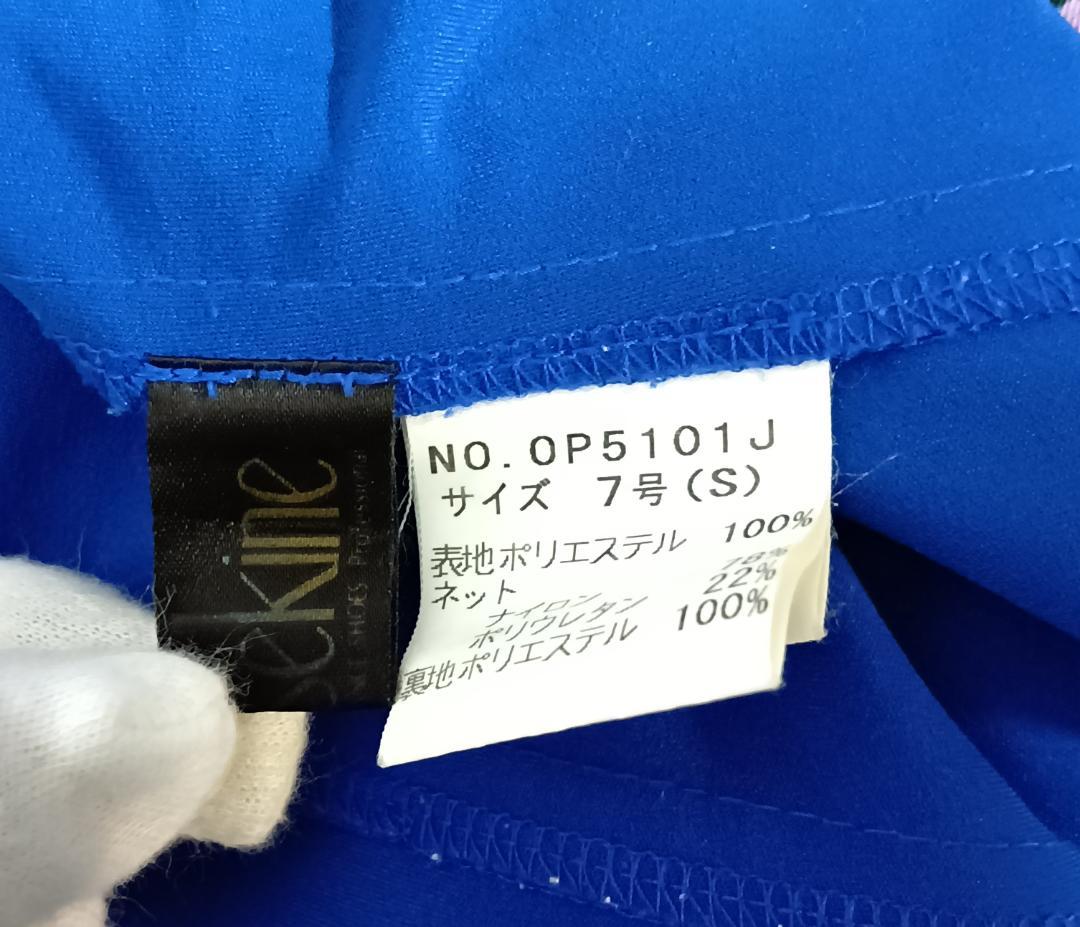 sekine
NO.OP5101J
サイズ 7号(S)
表地ポリエステル 100%
ネット
ナイロン 78%
ポリウレタン 22%
裏地ポリエステル 100%